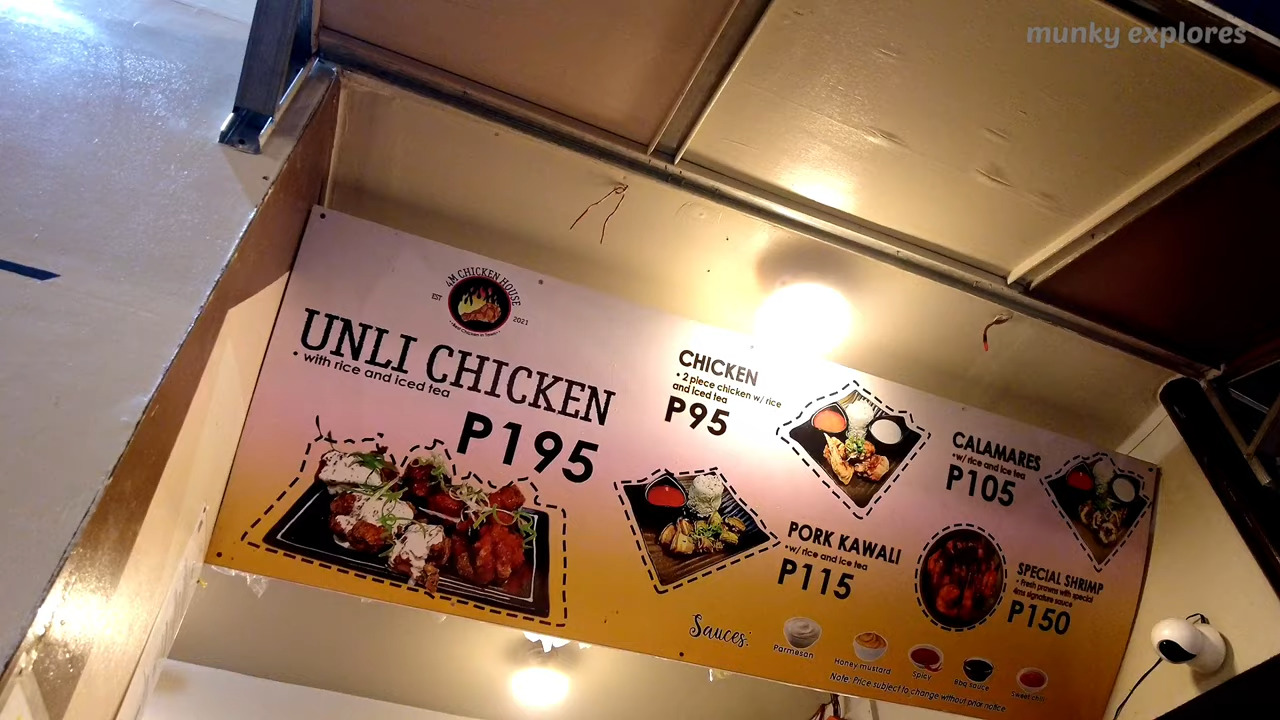 munky explores
4M CHICKEN HOUSE
EST 2021
UNLI CHICKEN
• with rice and iced tea
P195
CHICKEN
• 2 piece chicken w/ rice
and iced tea
P95
CALAMARES
•w/ rice and ice tea
P105
PORK KAWALI
•w/ rice and ice tea
P115
SPECIAL SHRIMP
• Fresh prawns with special
4ms signature sauce
P150
Sauces:
Parmesan
Honey mustard
Spicy
Bbq sauce
Sweet chili
Note: Price subject to change without prior notice